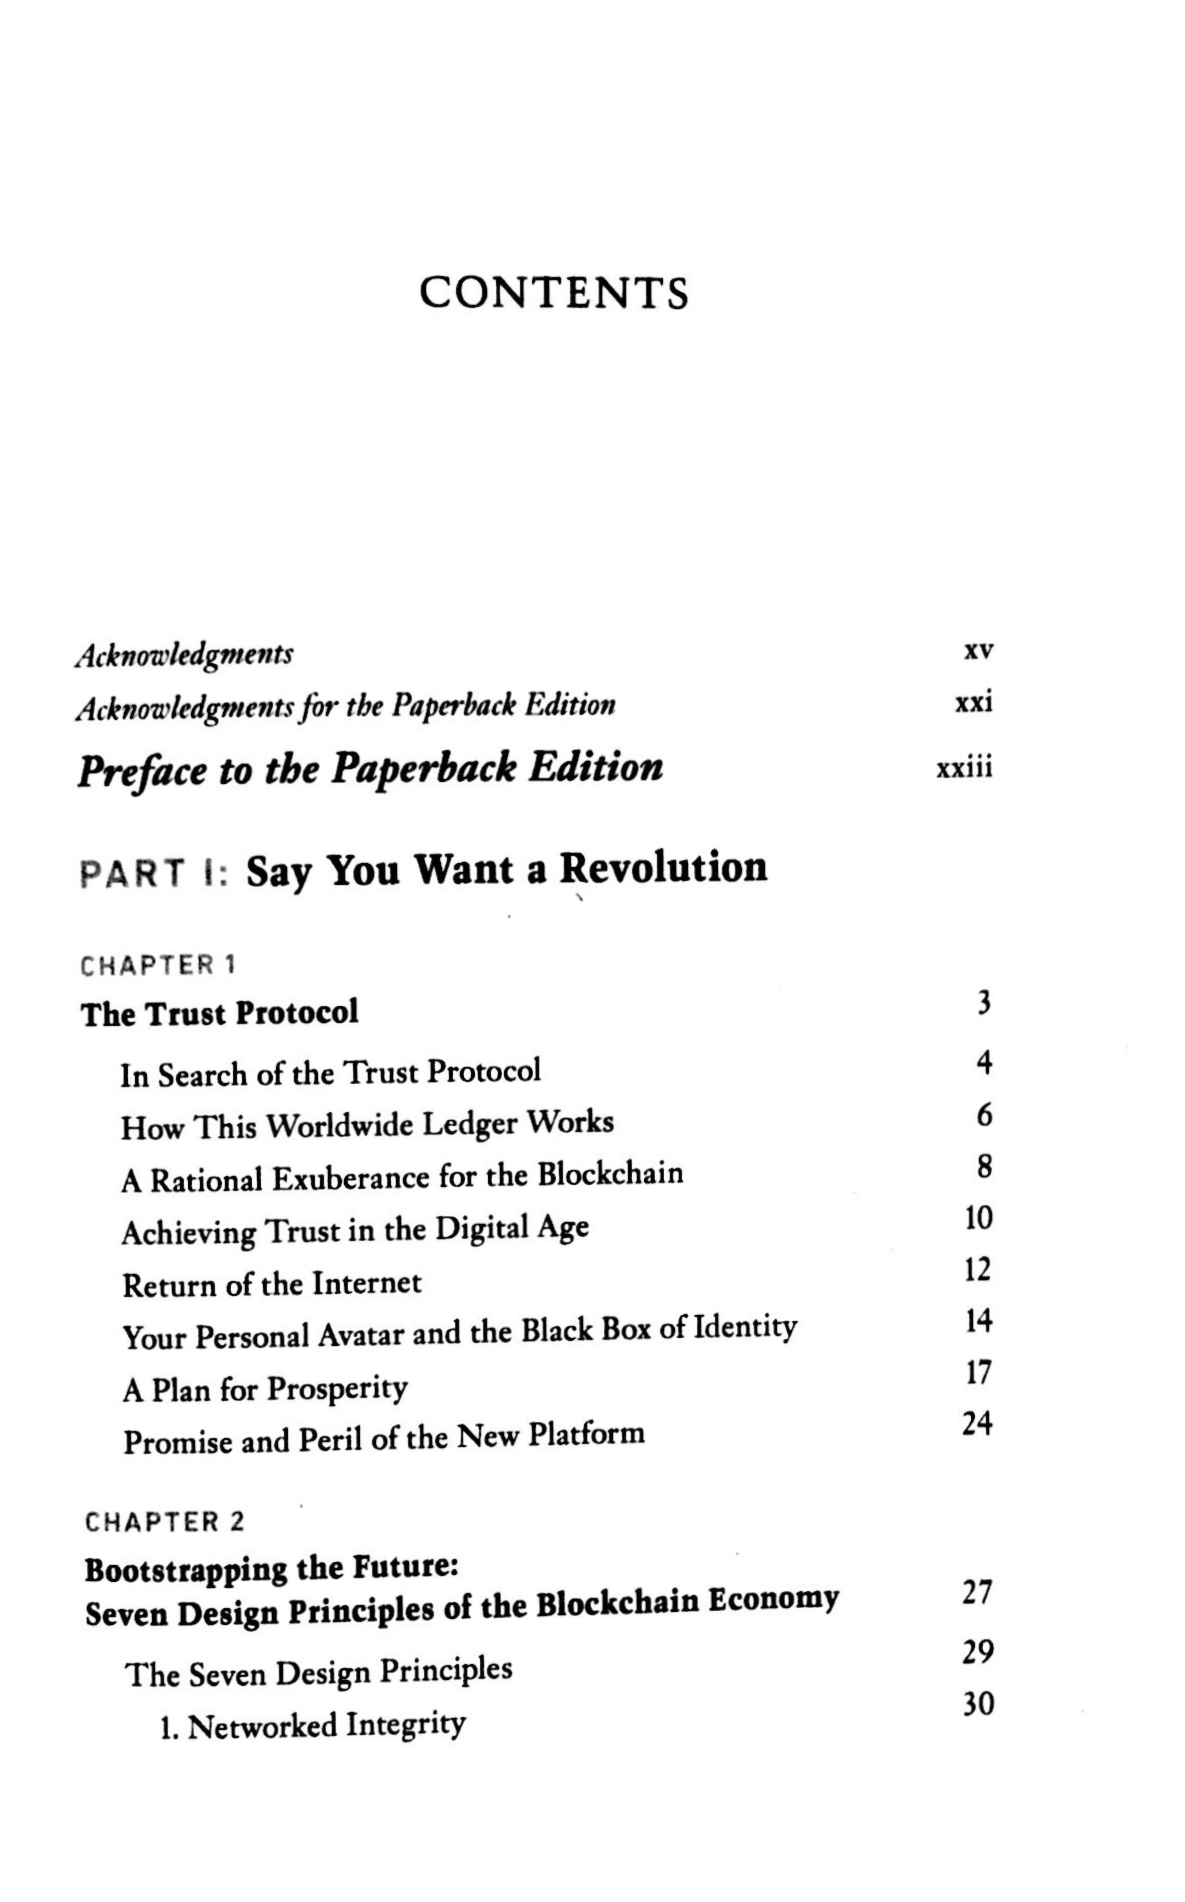 CONTENTS
Acknowledgments xv
Acknowledgments for the Paperback Edition xxi
Preface to the Paperback Edition xxiii
PART I: Say You Want a Revolution
CHAPTER 1
The Trust Protocol 3
In Search of the Trust Protocol 4
How This Worldwide Ledger Works 6
A Rational Exuberance for the Blockchain 8
Achieving Trust in the Digital Age 10
Return of the Internet 12
Your Personal Avatar and the Black Box of Identity 14
A Plan for Prosperity 17
Promise and Peril of the New Platform 24
CHAPTER 2
Bootstrapping the Future:
Seven Design Principles of the Blockchain Economy 27
The Seven Design Principles 29
1. Networked Integrity 30